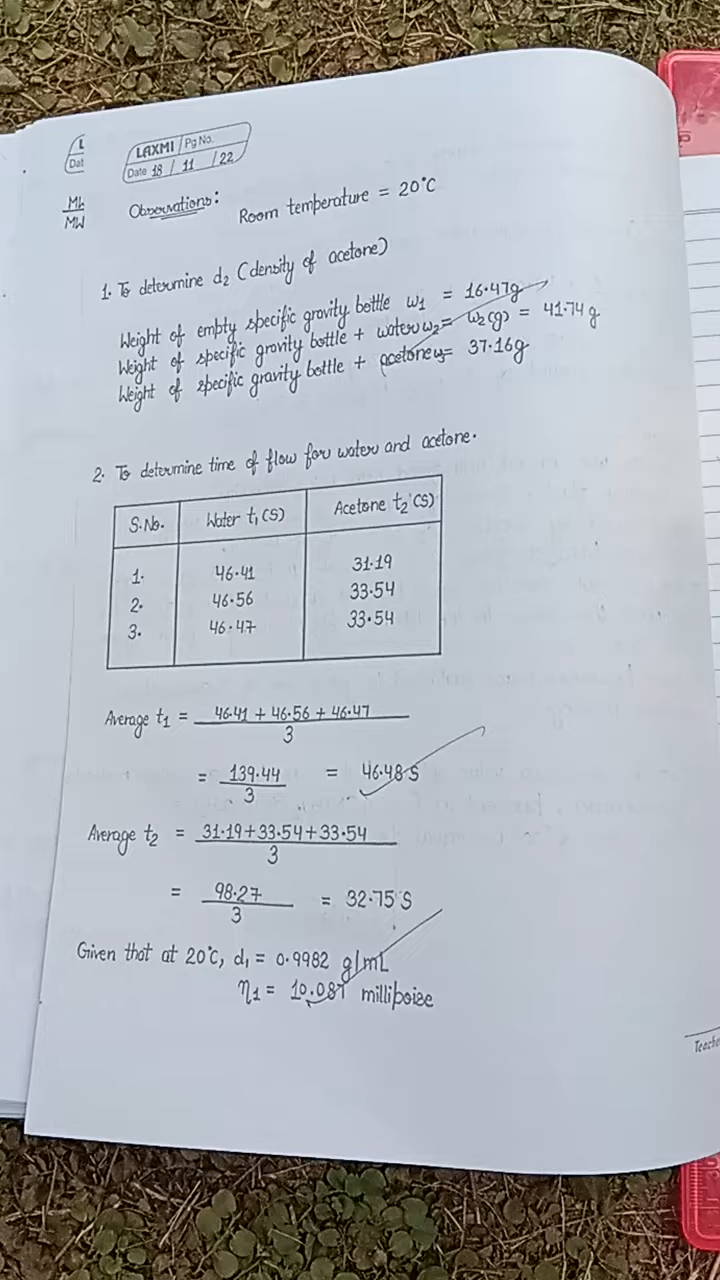 L
Dat
LAXMI Pg No.
Date 18 / 11 / 22
ML
MW
Observations:
Room temperature = 20°C
1. To determine d₂ (density of acetone)
Weight of empty specific gravity bottle w₁ = 16.47g
Weight of specific gravity bottle + water w₂ = w₂(g) = 41.74 g
Weight of specific gravity bottle + acetone = 37.16g
2. To determine time of flow for water and acetone.
S.No. Water t₁(s) Acetone t₂(s)
1. 46.41 31.19
2. 46.56 33.54
3. 46.47 33.54
Average t₁ = 46.41 + 46.56 + 46.47
3
= 139.44 = 46.48 S
3
Average t₂ = 31.19+33.54+33.54
3
= 98.27 = 32.75 S
3
Given that at 20°C, d₁ = 0.9982 g/mL
η₁ = 10.087 millipoise
Teache